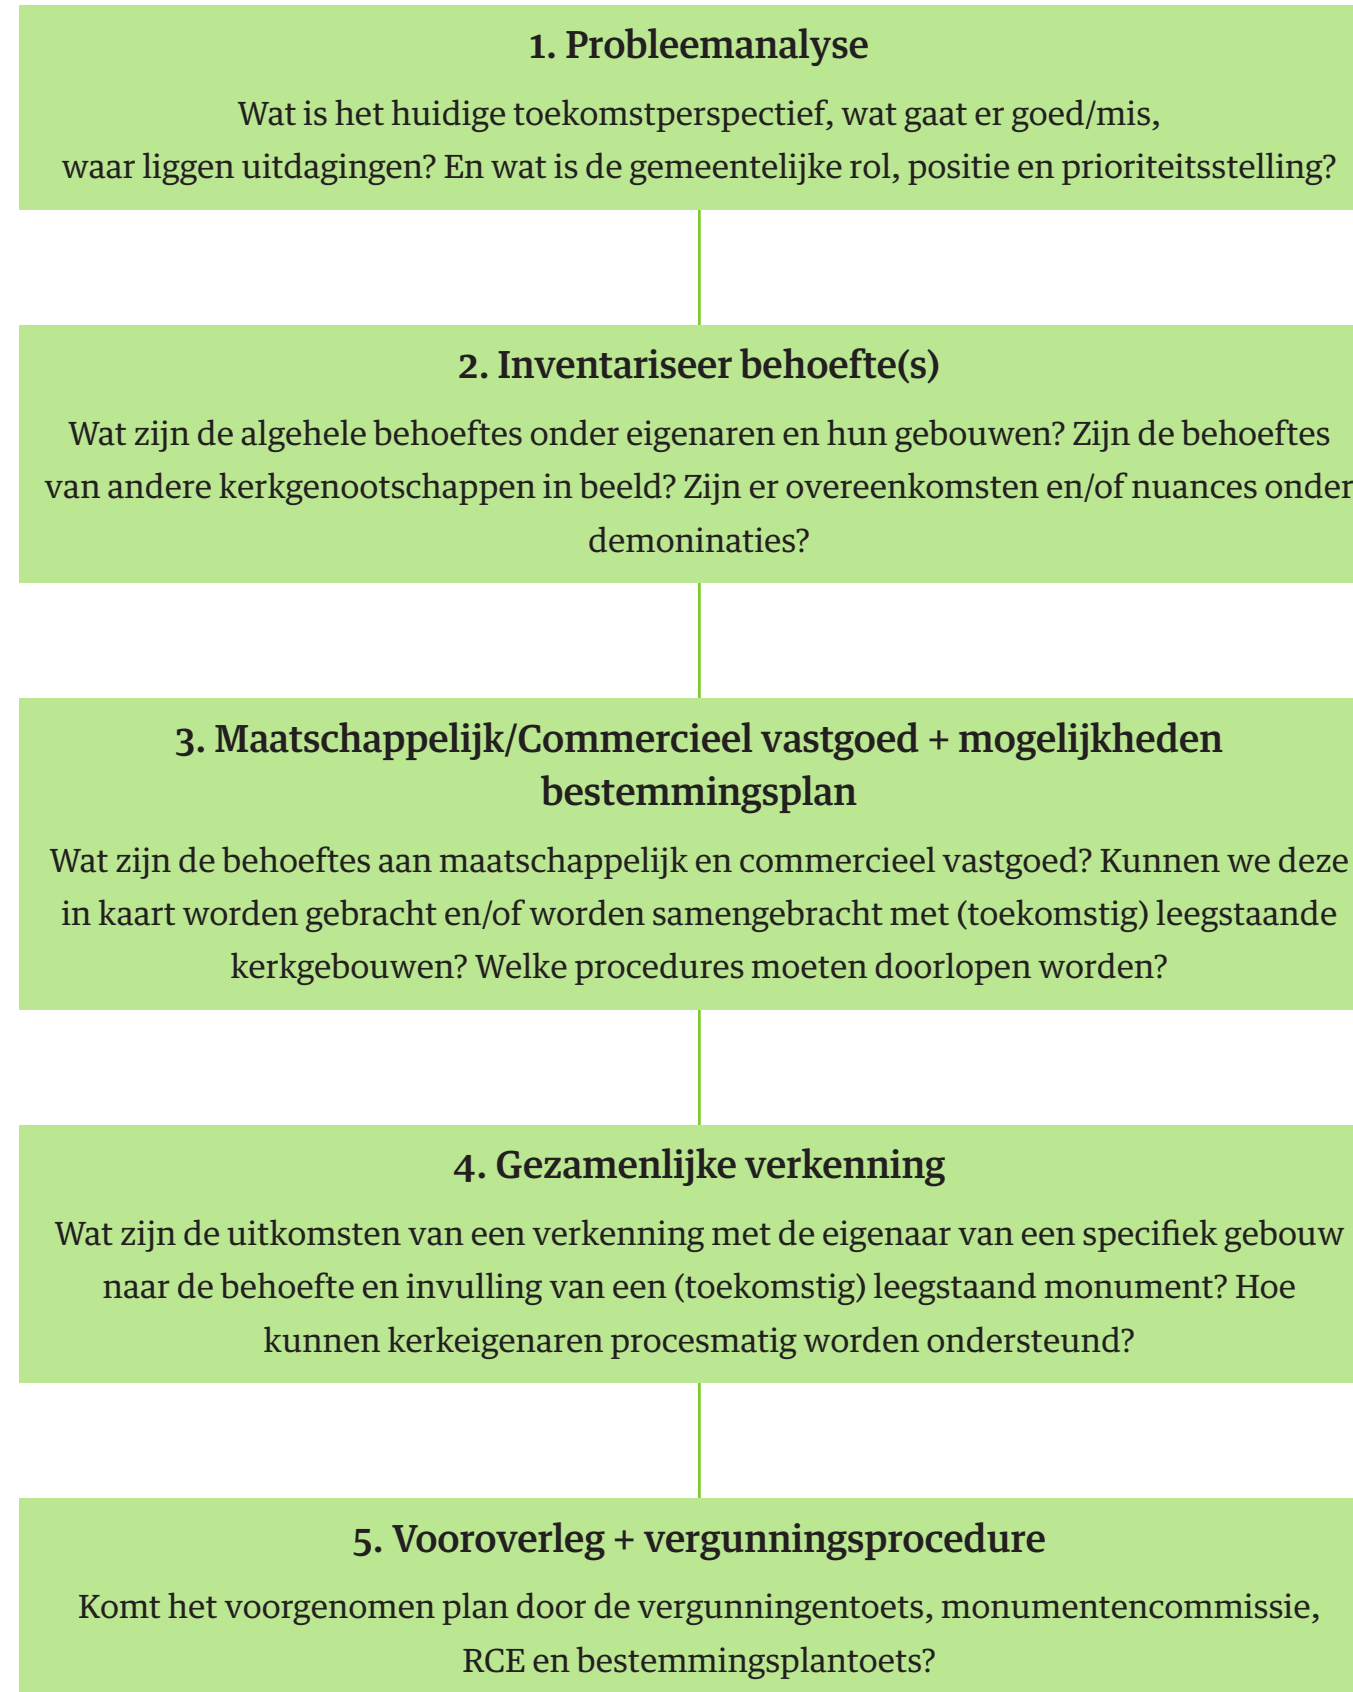 1. Probleemanalyse
Wat is het huidige toekomstperspectief, wat gaat er goed/mis,
waar liggen uitdagingen? En wat is de gemeentelijke rol, positie en prioriteitsstelling?
2. Inventariseer behoefte(s)
Wat zijn de algehele behoeftes onder eigenaren en hun gebouwen? Zijn de behoeftes
van andere kerkgenootschappen in beeld? Zijn er overeenkomsten en/of nuances onder
demoninaties?
3. Maatschappelijk/Commercieel vastgoed + mogelijkheden
bestemmingsplan
Wat zijn de behoeftes aan maatschappelijk en commercieel vastgoed? Kunnen we deze
in kaart worden gebracht en/of worden samengebracht met (toekomstig) leegstaande
kerkgebouwen? Welke procedures moeten doorlopen worden?
4. Gezamenlijke verkenning
Wat zijn de uitkomsten van een verkenning met de eigenaar van een specifiek gebouw
naar de behoefte en invulling van een (toekomstig) leegstaand monument? Hoe
kunnen kerkeigenaren procesmatig worden ondersteund?
5. Vooroverleg + vergunningsprocedure
Komt het voorgenomen plan door de vergunningentoets, monumentencommissie,
RCE en bestemmingsplantoets?